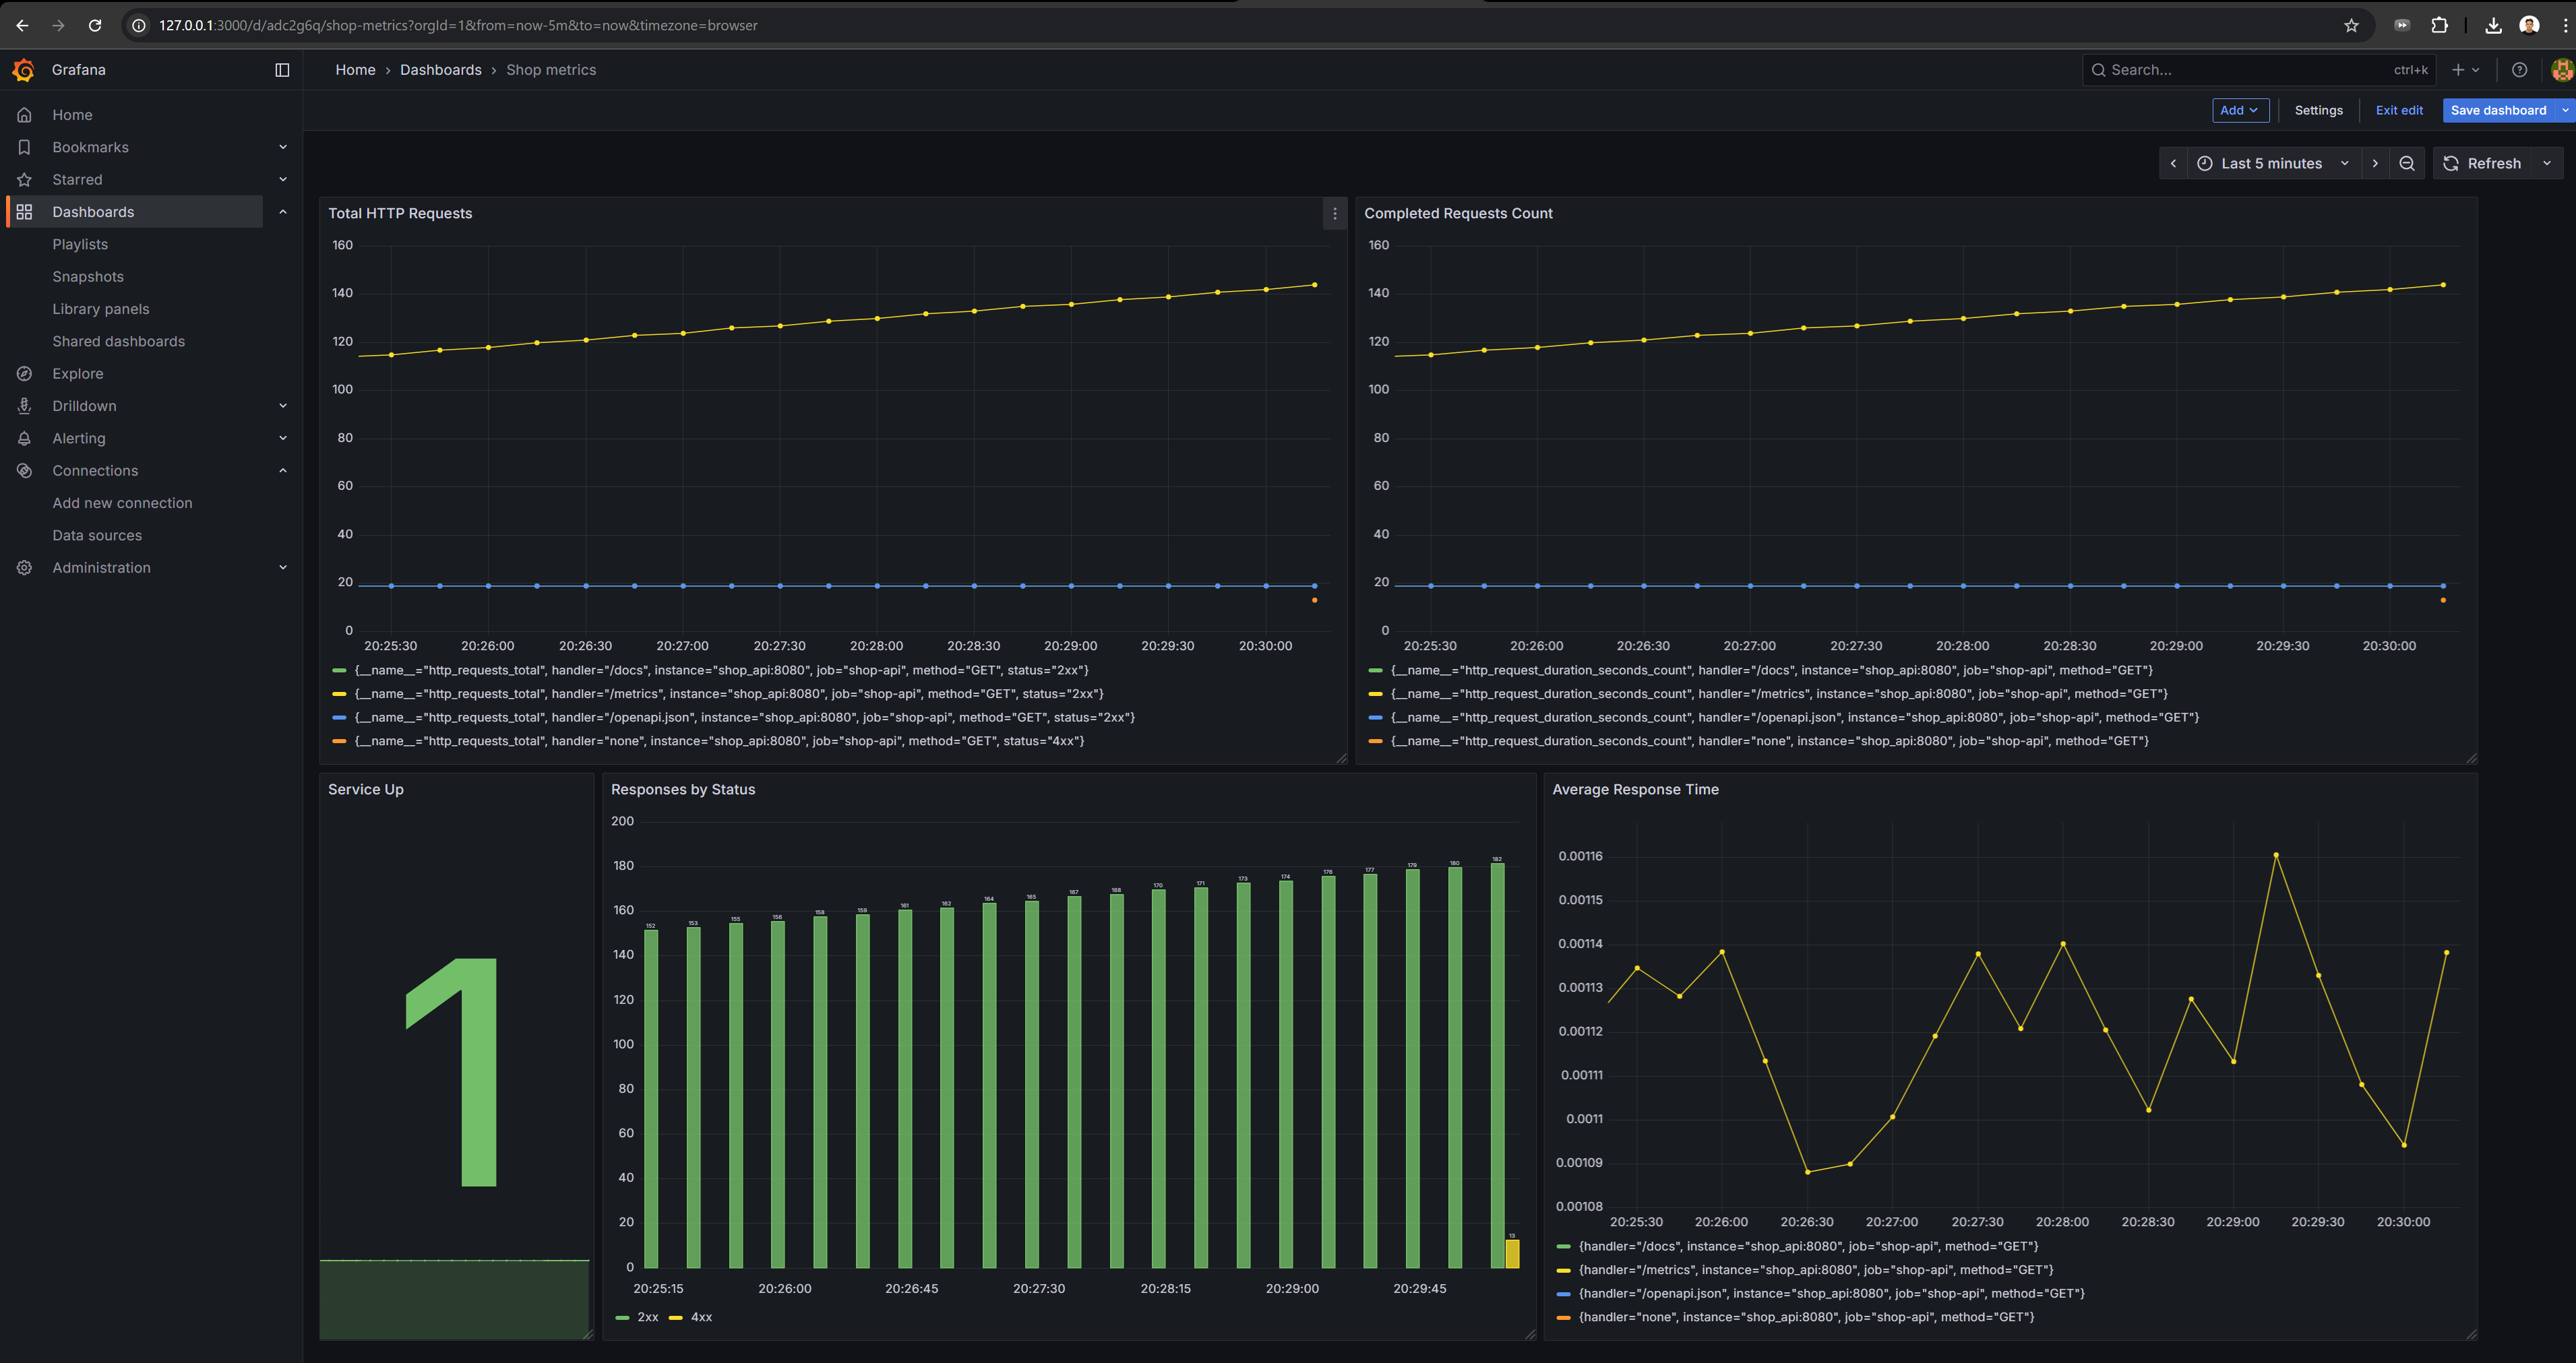 127.0.0.1:3000/d/adc2g6q/shop-metrics?orgId=1&from=now-5m&to=now&timezone=browser
Grafana
Home › Dashboards › Shop metrics
Search... ctrl+k
Add Settings Exit edit Save dashboard
Home
Bookmarks
Starred
Dashboards
Playlists
Snapshots
Library panels
Shared dashboards
Explore
Drilldown
Alerting
Connections
Add new connection
Data sources
Administration
Last 5 minutes Refresh
Total HTTP Requests
160
140
120
100
80
60
40
20
0
20:25:30 20:26:00 20:26:30 20:27:00 20:27:30 20:28:00 20:28:30 20:29:00 20:29:30 20:30:00
{__name__="http_requests_total", handler="/docs", instance="shop_api:8080", job="shop-api", method="GET", status="2xx"}
{__name__="http_requests_total", handler="/metrics", instance="shop_api:8080", job="shop-api", method="GET", status="2xx"}
{__name__="http_requests_total", handler="/openapi.json", instance="shop_api:8080", job="shop-api", method="GET", status="2xx"}
{__name__="http_requests_total", handler="none", instance="shop_api:8080", job="shop-api", method="GET", status="4xx"}
Completed Requests Count
160
140
120
100
80
60
40
20
0
20:25:30 20:26:00 20:26:30 20:27:00 20:27:30 20:28:00 20:28:30 20:29:00 20:29:30 20:30:00
{__name__="http_request_duration_seconds_count", handler="/docs", instance="shop_api:8080", job="shop-api", method="GET"}
{__name__="http_request_duration_seconds_count", handler="/metrics", instance="shop_api:8080", job="shop-api", method="GET"}
{__name__="http_request_duration_seconds_count", handler="/openapi.json", instance="shop_api:8080", job="shop-api", method="GET"}
{__name__="http_request_duration_seconds_count", handler="none", instance="shop_api:8080", job="shop-api", method="GET"}
Service Up
1
Responses by Status
200
180
160
140
120
100
80
60
40
20
0
152 153 155 156 158 159 161 162 164 165 167 168 170 171 173 174 176 177 179 180 182 13
20:25:15 20:26:00 20:26:45 20:27:30 20:28:15 20:29:00 20:29:45
2xx 4xx
Average Response Time
0.00116
0.00115
0.00114
0.00113
0.00112
0.00111
0.0011
0.00109
0.00108
20:25:30 20:26:00 20:26:30 20:27:00 20:27:30 20:28:00 20:28:30 20:29:00 20:29:30 20:30:00
{handler="/docs", instance="shop_api:8080", job="shop-api", method="GET"}
{handler="/metrics", instance="shop_api:8080", job="shop-api", method="GET"}
{handler="/openapi.json", instance="shop_api:8080", job="shop-api", method="GET"}
{handler="none", instance="shop_api:8080", job="shop-api", method="GET"}